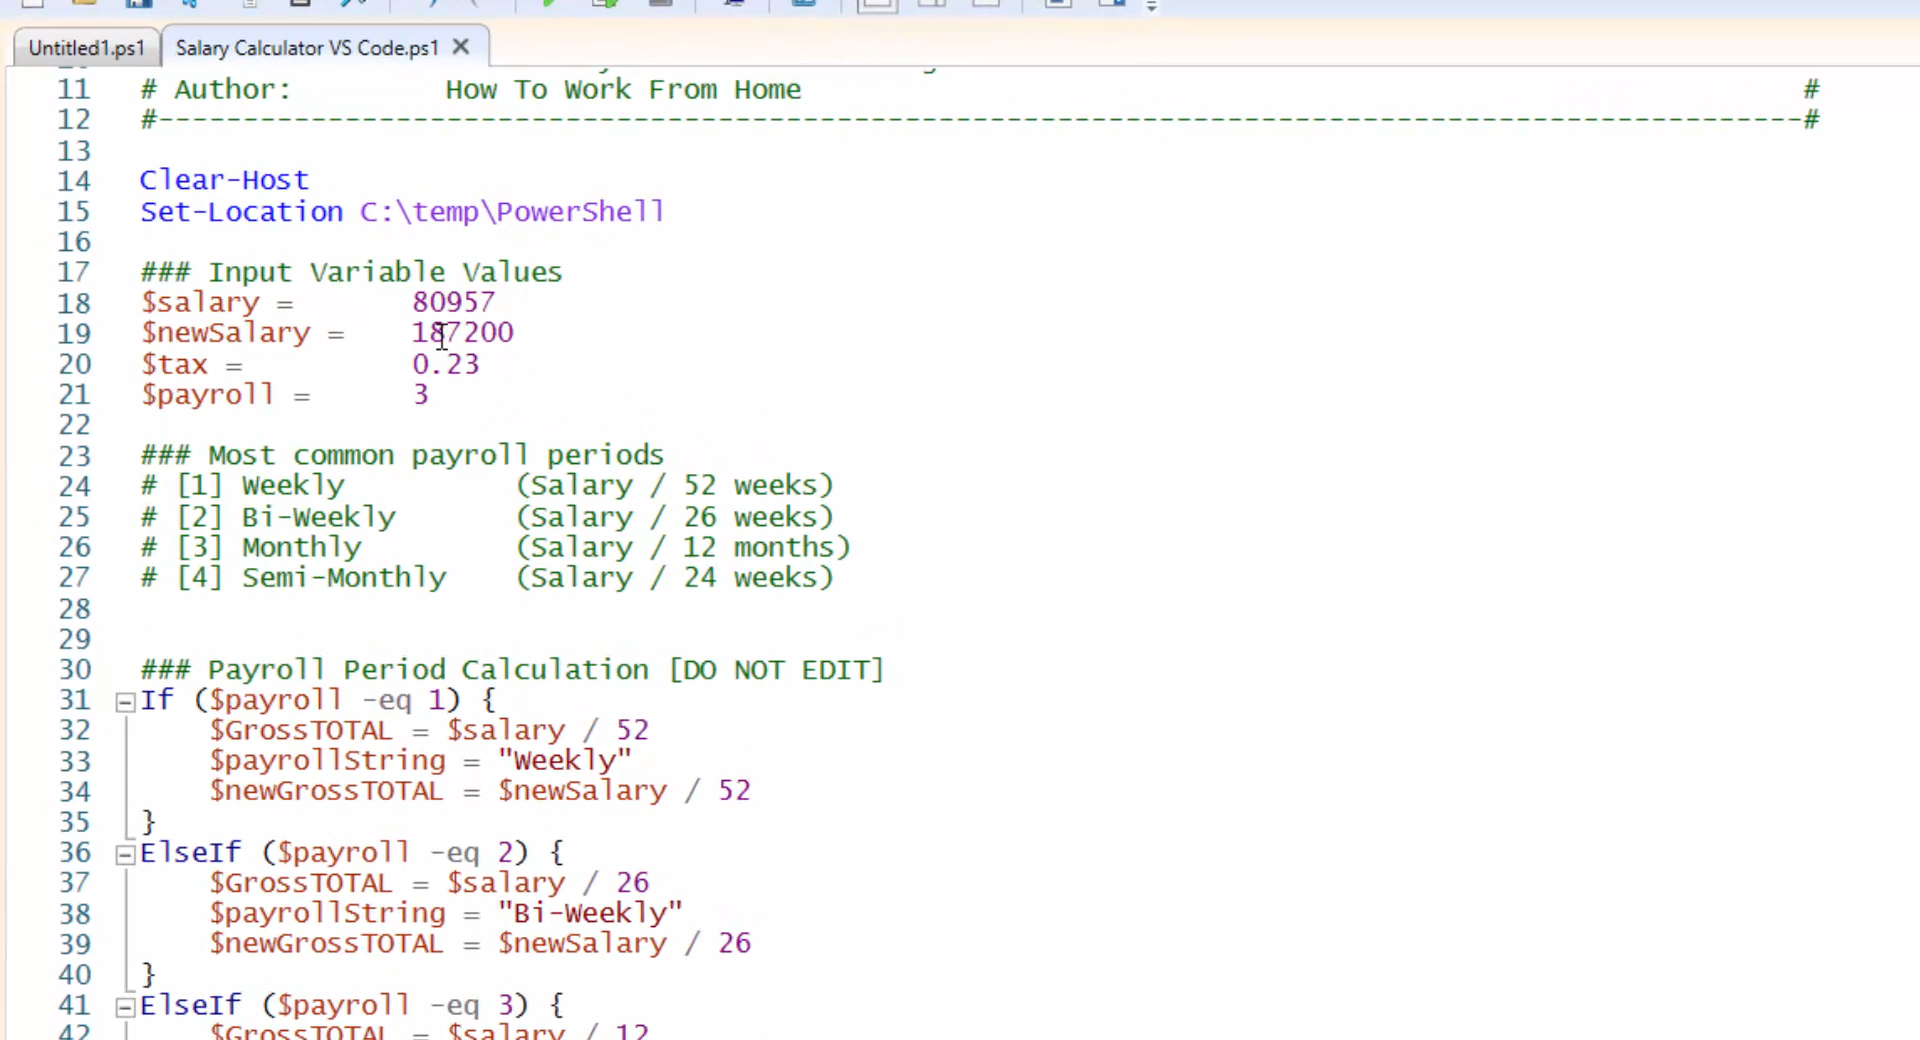 Untitled1.ps1 Salary Calculator VS Code.ps1
11 # Author: How To Work From Home #
12 #-------------------------------------------------------------------------------------------------#
13
14 Clear-Host
15 Set-Location C:\temp\PowerShell
16
17 ### Input Variable Values
18 $salary = 80957
19 $newSalary = 187200
20 $tax = 0.23
21 $payroll = 3
22
23 ### Most common payroll periods
24 # [1] Weekly (Salary / 52 weeks)
25 # [2] Bi-Weekly (Salary / 26 weeks)
26 # [3] Monthly (Salary / 12 months)
27 # [4] Semi-Monthly (Salary / 24 weeks)
28
29
30 ### Payroll Period Calculation [DO NOT EDIT]
31 If ($payroll -eq 1) {
32 $GrossTOTAL = $salary / 52
33 $payrollString = "Weekly"
34 $newGrossTOTAL = $newSalary / 52
35 }
36 ElseIf ($payroll -eq 2) {
37 $GrossTOTAL = $salary / 26
38 $payrollString = "Bi-Weekly"
39 $newGrossTOTAL = $newSalary / 26
40 }
41 ElseIf ($payroll -eq 3) {
42 $GrossTOTAL = $salary / 12